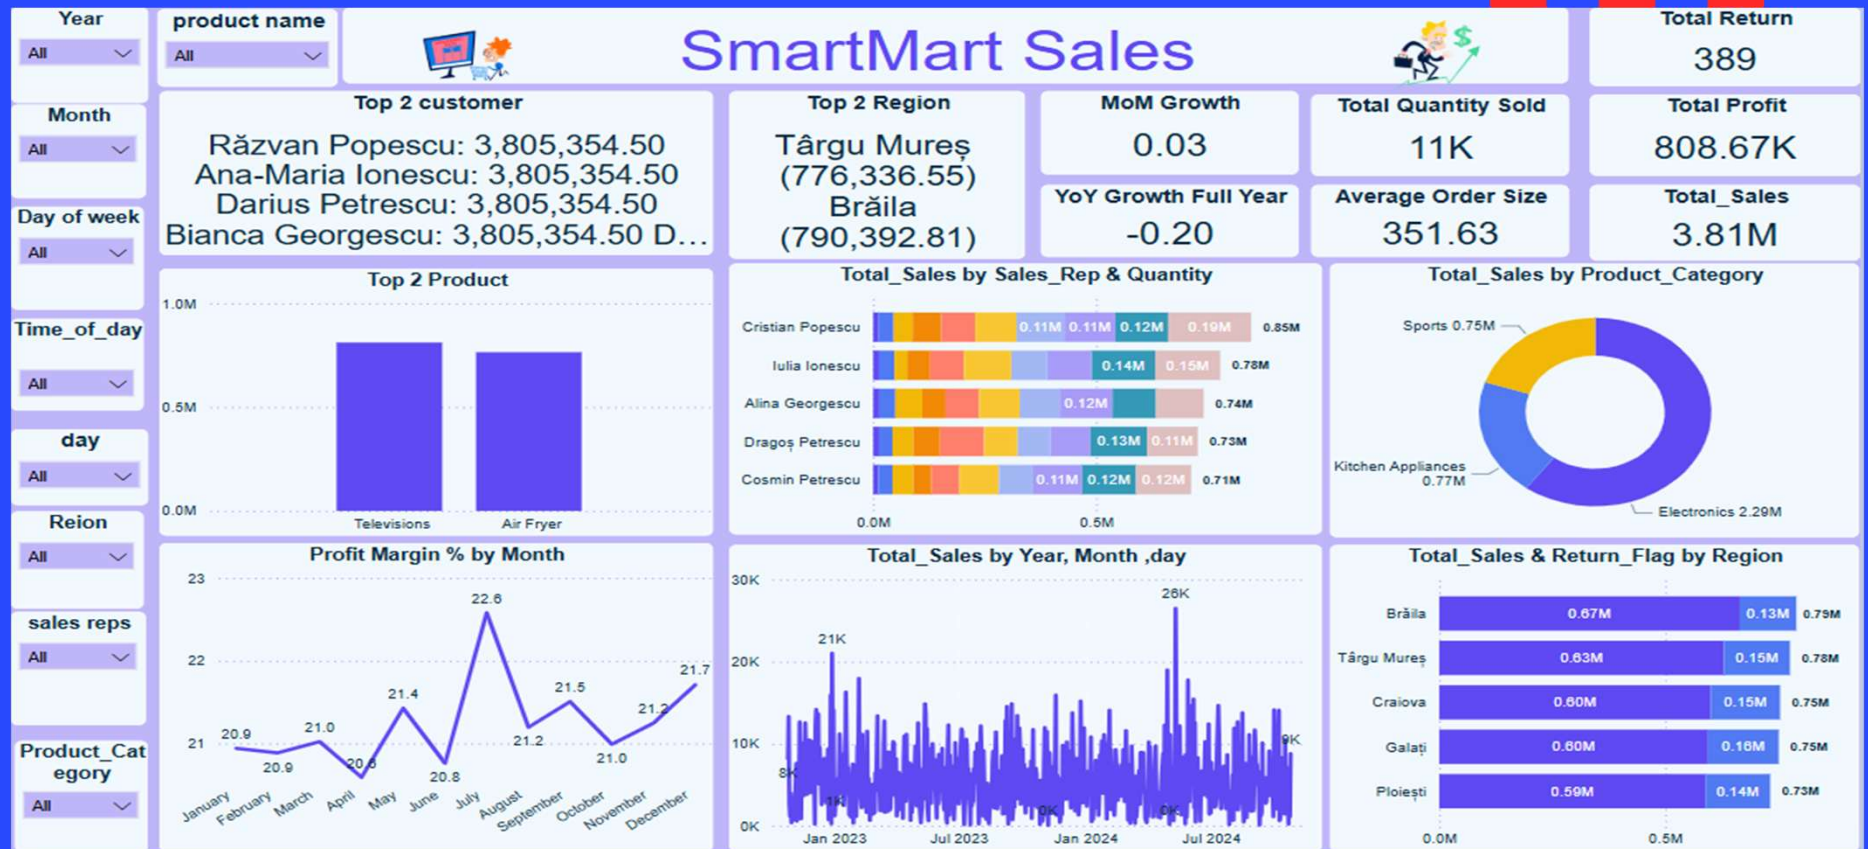 Year
All
product name
All
SmartMart Sales
Total Return
389
Month
All
Day of week
All
Time_of_day
All
day
All
Reion
All
sales reps
All
Product_Cat
egory
All
Top 2 customer
Răzvan Popescu: 3,805,354.50
Ana-Maria Ionescu: 3,805,354.50
Darius Petrescu: 3,805,354.50
Bianca Georgescu: 3,805,354.50 D...
Top 2 Region
Târgu Mureș
(776,336.55)
Brăila
(790,392.81)
MoM Growth
0.03
Total Quantity Sold
11K
Total Profit
808.67K
YoY Growth Full Year
-0.20
Average Order Size
351.63
Total_Sales
3.81M
Top 2 Product
1.0M
0.5M
0.0M
Televisions Air Fryer
Total_Sales by Sales_Rep & Quantity
Cristian Popescu 0.11M 0.11M 0.12M 0.19M 0.85M
Iulia Ionescu 0.14M 0.15M 0.78M
Alina Georgescu 0.12M 0.74M
Dragoș Petrescu 0.13M 0.11M 0.73M
Cosmin Petrescu 0.11M 0.12M 0.12M 0.71M
0.0M 0.5M
Total_Sales by Product_Category
Sports 0.75M
Kitchen Appliances
0.77M
Electronics 2.29M
Profit Margin % by Month
23
22
21
20.9
20.9
21.0
20.6
21.4
20.8
22.6
21.2
21.5
21.0
21.2
21.7
January February March April May June July August September October November December
Total_Sales by Year, Month ,day
30K
20K
10K
0K
21K
26K
8K
1K
0K
0K
9K
Jan 2023 Jul 2023 Jan 2024 Jul 2024
Total_Sales & Return_Flag by Region
Brăila 0.67M 0.13M 0.79M
Târgu Mureș 0.63M 0.15M 0.78M
Craiova 0.60M 0.15M 0.75M
Galați 0.60M 0.16M 0.75M
Ploiești 0.59M 0.14M 0.73M
0.0M 0.5M